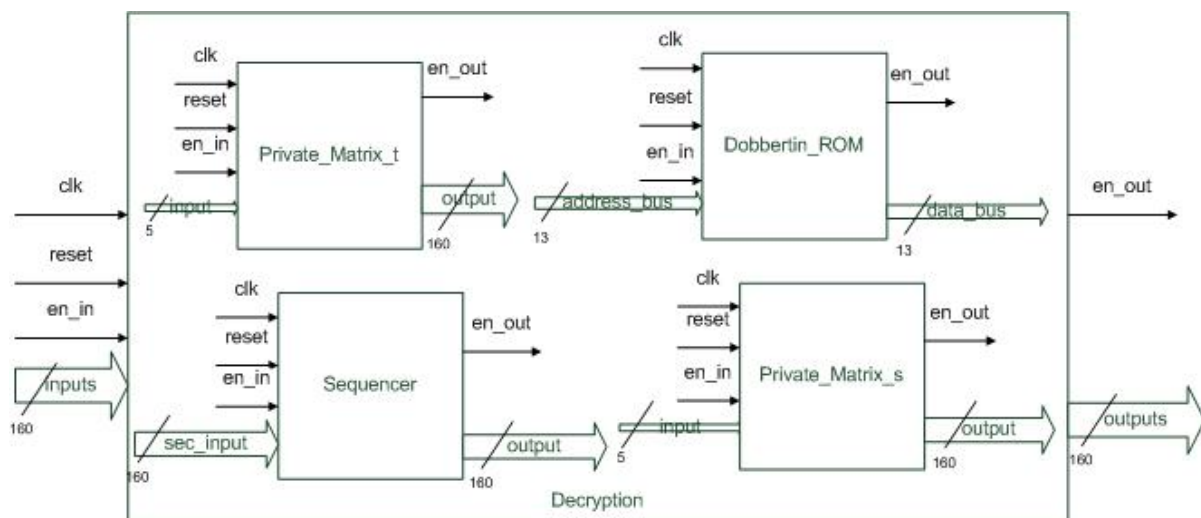 clk
reset
en_in
inputs
160
clk
reset
en_in
input
5
Private_Matrix_t
en_out
output
160
clk
reset
en_in
address_bus
13
Dobbertin_ROM
en_out
data_bus
13
clk
reset
en_in
sec_input
160
Sequencer
en_out
output
160
clk
reset
en_in
input
5
Private_Matrix_s
en_out
output
160
en_out
outputs
160
Decryption